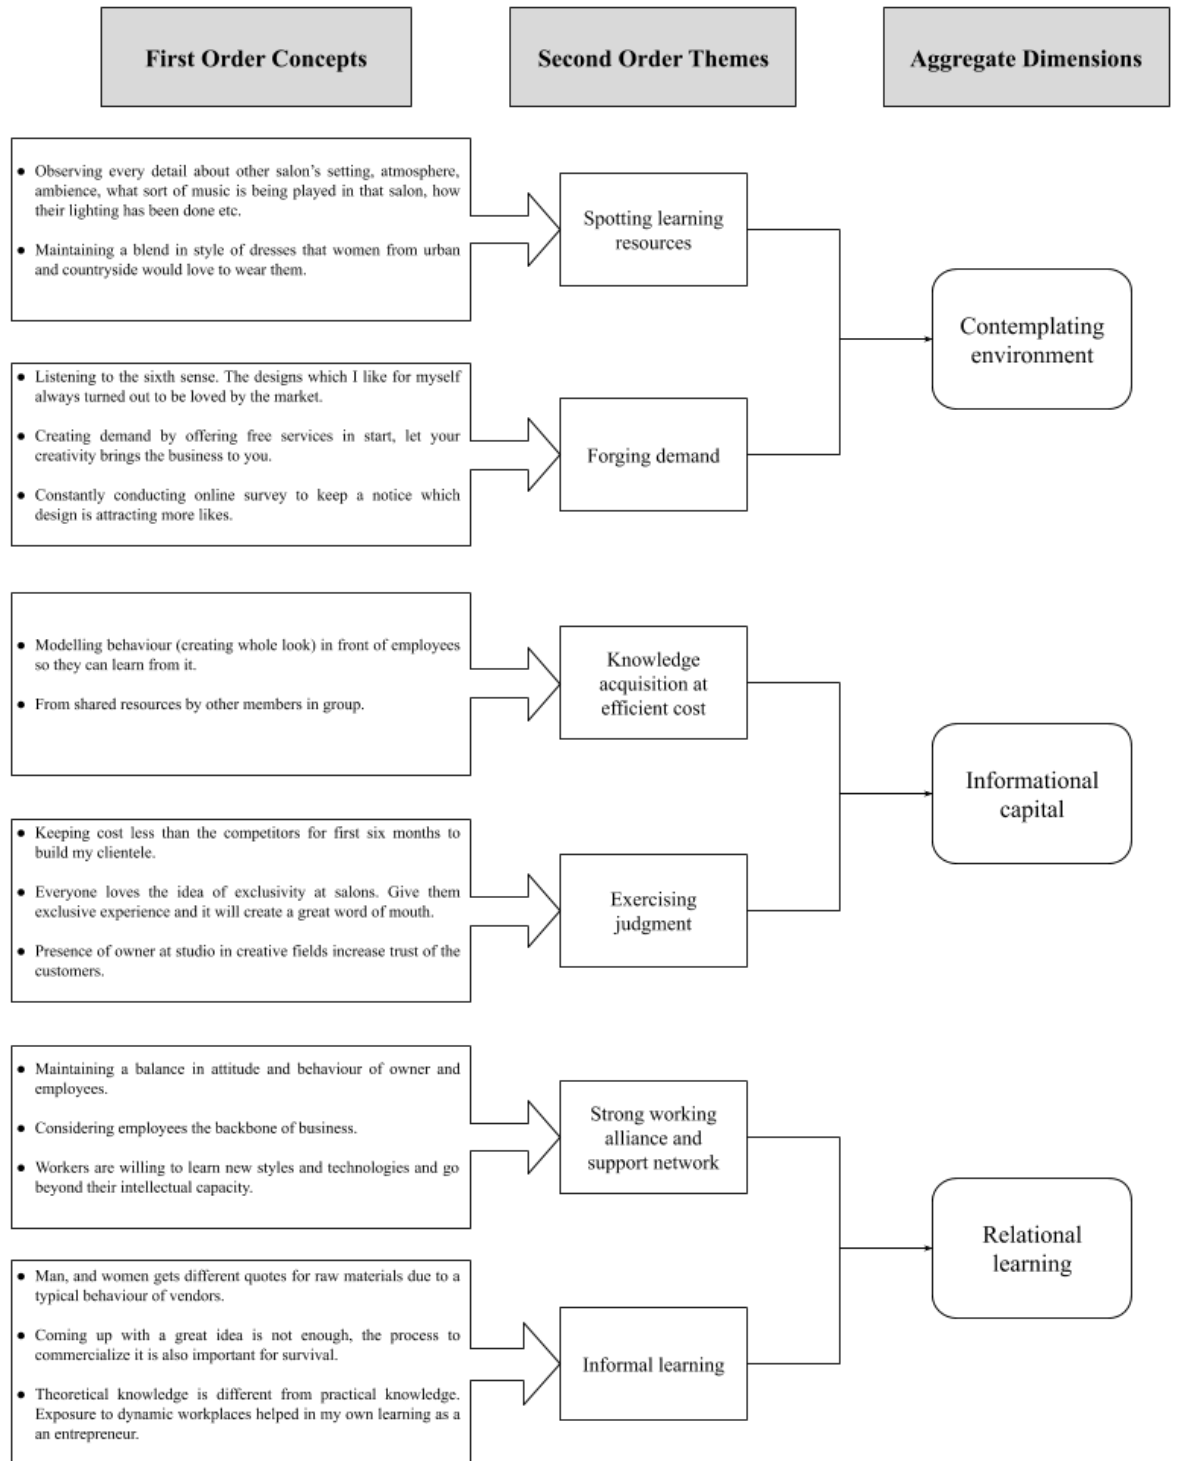 First Order Concepts
Second Order Themes
Aggregate Dimensions
● Observing every detail about other salon's setting, atmosphere,
ambience, what sort of music is being played in that salon, how
their lighting has been done etc.
● Maintaining a blend in style of dresses that women from urban
and countryside would love to wear them.
Spotting learning
resources
● Listening to the sixth sense. The designs which I like for myself
always turned out to be loved by the market.
● Creating demand by offering free services in start, let your
creativity brings the business to you.
● Constantly conducting online survey to keep a notice which
design is attracting more likes.
Forging demand
Contemplating
environment
● Modelling behaviour (creating whole look) in front of employees
so they can learn from it.
● From shared resources by other members in group.
Knowledge
acquisition at
efficient cost
● Keeping cost less than the competitors for first six months to
build my clientele.
● Everyone loves the idea of exclusivity at salons. Give them
exclusive experience and it will create a great word of mouth.
● Presence of owner at studio in creative fields increase trust of the
customers.
Exercising
judgment
Informational
capital
● Maintaining a balance in attitude and behaviour of owner and
employees.
● Considering employees the backbone of business.
● Workers are willing to learn new styles and technologies and go
beyond their intellectual capacity.
Strong working
alliance and
support network
● Man, and women gets different quotes for raw materials due to a
typical behaviour of vendors.
● Coming up with a great idea is not enough, the process to
commercialize it is also important for survival.
● Theoretical knowledge is different from practical knowledge.
Exposure to dynamic workplaces helped in my own learning as a
an entrepreneur.
Informal learning
Relational
learning